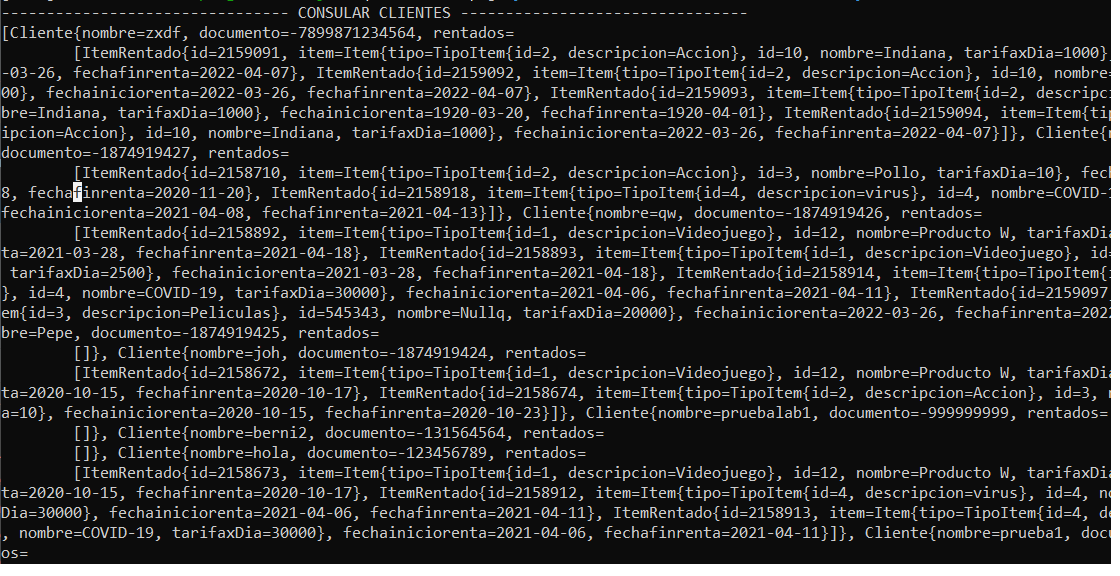 -------------------------------- CONSULAR CLIENTES --------------------------------
[Cliente{nombre=zxdf, documento=-7899871234564, rentados=
[ItemRentado{id=2159091, item=Item{tipo=TipoItem{id=2, descripcion=Accion}, id=10, nombre=Indiana, tarifaxDia=1000}
-03-26, fechafinrenta=2022-04-07}, ItemRentado{id=2159092, item=Item{tipo=TipoItem{id=2, descripcion=Accion}, id=10, nombre=
00}, fechainiciorenta=2022-03-26, fechafinrenta=2022-04-07}, ItemRentado{id=2159093, item=Item{tipo=TipoItem{id=2, descripci
bre=Indiana, tarifaxDia=1000}, fechainiciorenta=1920-03-20, fechafinrenta=1920-04-01}, ItemRentado{id=2159094, item=Item{tip
ipcion=Accion}, id=10, nombre=Indiana, tarifaxDia=1000}, fechainiciorenta=2022-03-26, fechafinrenta=2022-04-07}]}, Cliente{n
documento=-1874919427, rentados=
[ItemRentado{id=2158710, item=Item{tipo=TipoItem{id=2, descripcion=Accion}, id=3, nombre=Pollo, tarifaxDia=10}, fech
8, fechafinrenta=2020-11-20}, ItemRentado{id=2158918, item=Item{tipo=TipoItem{id=4, descripcion=virus}, id=4, nombre=COVID-1
fechainiciorenta=2021-04-08, fechafinrenta=2021-04-13}]}, Cliente{nombre=qw, documento=-1874919426, rentados=
[ItemRentado{id=2158892, item=Item{tipo=TipoItem{id=1, descripcion=Videojuego}, id=12, nombre=Producto W, tarifaxDia
ta=2021-03-28, fechafinrenta=2021-04-18}, ItemRentado{id=2158893, item=Item{tipo=TipoItem{id=1, descripcion=Videojuego}, id=
tarifaxDia=2500}, fechainiciorenta=2021-03-28, fechafinrenta=2021-04-18}, ItemRentado{id=2158914, item=Item{tipo=TipoItem{i
}, id=4, nombre=COVID-19, tarifaxDia=30000}, fechainiciorenta=2021-04-06, fechafinrenta=2021-04-11}, ItemRentado{id=2159097,
em{id=3, descripcion=Peliculas}, id=545343, nombre=Nullq, tarifaxDia=20000}, fechainiciorenta=2022-03-26, fechafinrenta=2022
bre=Pepe, documento=-1874919425, rentados=
[]}, Cliente{nombre=joh, documento=-1874919424, rentados=
[ItemRentado{id=2158672, item=Item{tipo=TipoItem{id=1, descripcion=Videojuego}, id=12, nombre=Producto W, tarifaxDia
ta=2020-10-15, fechafinrenta=2020-10-17}, ItemRentado{id=2158674, item=Item{tipo=TipoItem{id=2, descripcion=Accion}, id=3, n
a=10}, fechainiciorenta=2020-10-15, fechafinrenta=2020-10-23}]}, Cliente{nombre=pruebalab1, documento=-999999999, rentados=
[]}, Cliente{nombre=berni2, documento=-131564564, rentados=
[]}, Cliente{nombre=hola, documento=-123456789, rentados=
[ItemRentado{id=2158673, item=Item{tipo=TipoItem{id=1, descripcion=Videojuego}, id=12, nombre=Producto W, tarifaxDia
ta=2020-10-15, fechafinrenta=2020-10-17}, ItemRentado{id=2158912, item=Item{tipo=TipoItem{id=4, descripcion=virus}, id=4, no
Dia=30000}, fechainiciorenta=2021-04-06, fechafinrenta=2021-04-11}, ItemRentado{id=2158913, item=Item{tipo=TipoItem{id=4, de
, nombre=COVID-19, tarifaxDia=30000}, fechainiciorenta=2021-04-06, fechafinrenta=2021-04-11}]}, Cliente{nombre=prueba1, docu
os=